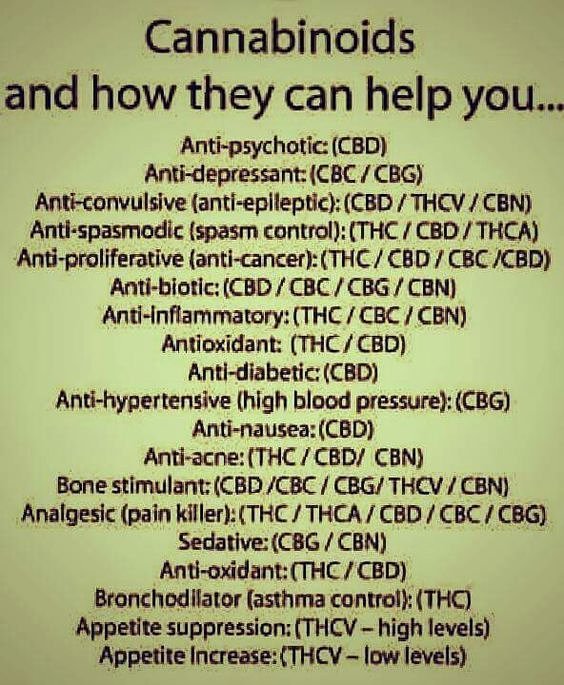 Cannabinoids
and how they can help you...
Anti-psychotic: (CBD)
Anti-depressant: (CBC / CBG)
Anti-convulsive (anti-epileptic): (CBD / THCV / CBN)
Anti-spasmodic (spasm control): (THC / CBD / THCA)
Anti-proliferative (anti-cancer): (THC / CBD / CBC /CBD)
Anti-biotic: (CBD / CBC / CBG / CBN)
Anti-inflammatory: (THC / CBC / CBN)
Antioxidant: (THC / CBD)
Anti-diabetic: (CBD)
Anti-hypertensive (high blood pressure): (CBG)
Anti-nausea: (CBD)
Anti-acne: (THC / CBD/ CBN)
Bone stimulant: (CBD /CBC / CBG/ THCV / CBN)
Analgesic (pain killer): (THC / THCA / CBD / CBC / CBG)
Sedative: (CBG / CBN)
Anti-oxidant: (THC / CBD)
Bronchodilator (asthma control): (THC)
Appetite suppression: (THCV – high levels)
Appetite Increase: (THCV – low levels)